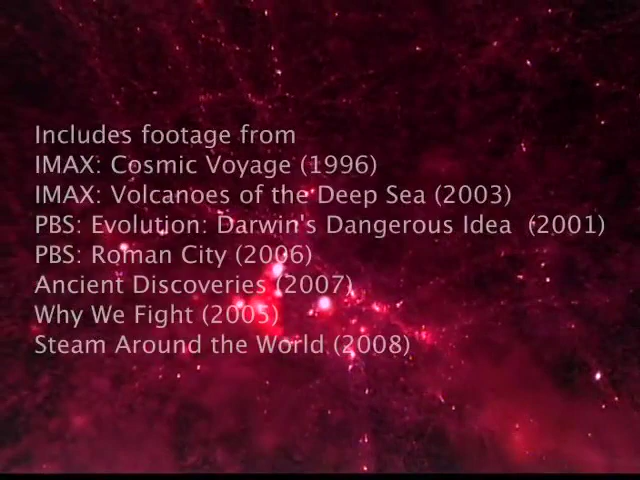 Includes footage from
IMAX: Cosmic Voyage (1996)
IMAX: Volcanoes of the Deep Sea (2003)
PBS: Evolution: Darwin's Dangerous Idea (2001)
PBS: Roman City (2006)
Ancient Discoveries (2007)
Why We Fight (2005)
Steam Around the World (2008)